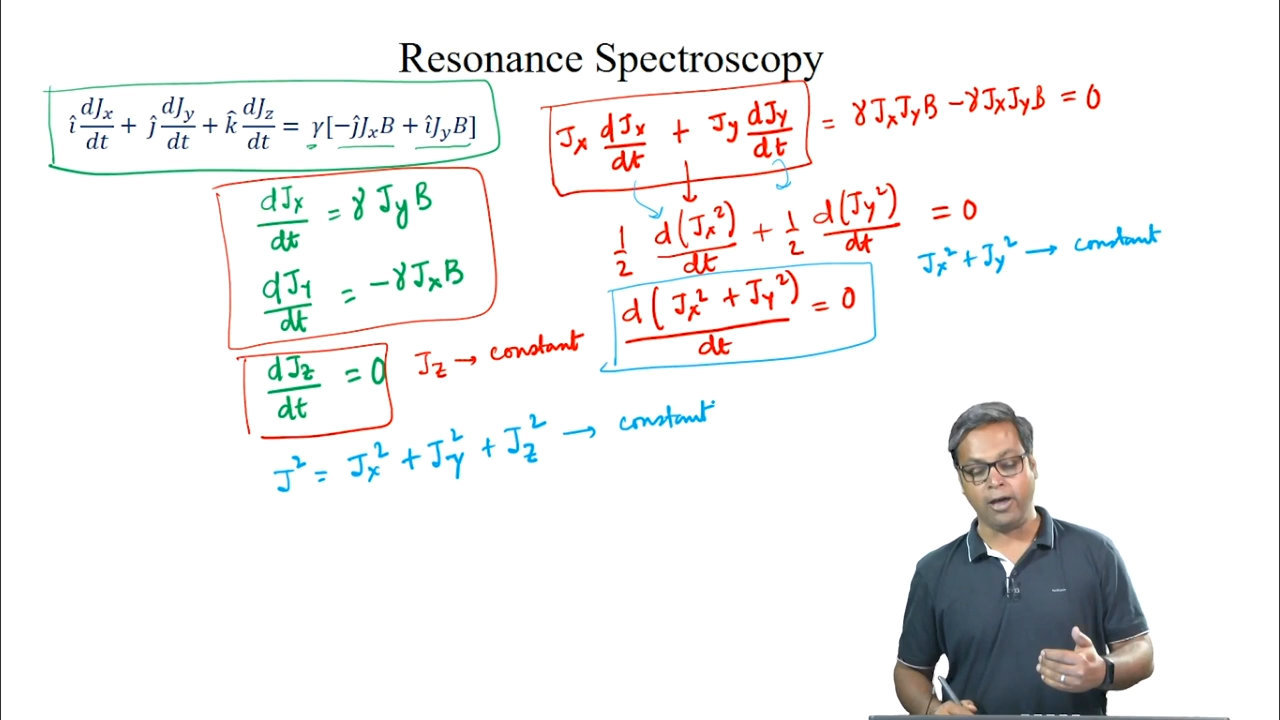 Resonance Spectroscopy
î dJx/dt + ĵ dJy/dt + k̂ dJz/dt = γ[−ĵJxB + îJyB]
dJx/dt = γ Jy B
dJy/dt = −γ Jx B
dJz/dt = 0
Jz → constant
J² = Jx² + Jy² + Jz² → constant
Jx dJx/dt + Jy dJy/dt = γJxJyB − γJxJyB = 0
1/2 d(Jx²)/dt + 1/2 d(Jy²)/dt = 0
Jx² + Jy² → constant
d(Jx² + Jy²)/dt = 0